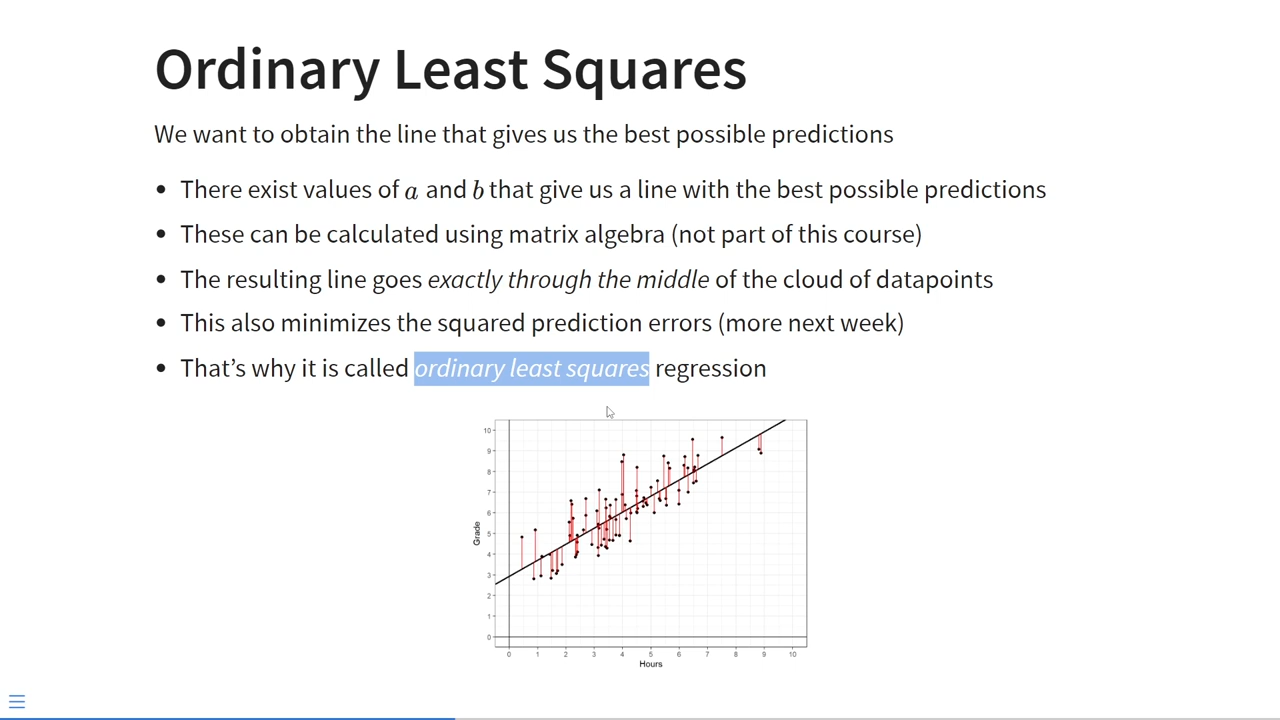 Ordinary Least Squares
We want to obtain the line that gives us the best possible predictions
• There exist values of a and b that give us a line with the best possible predictions
• These can be calculated using matrix algebra (not part of this course)
• The resulting line goes exactly through the middle of the cloud of datapoints
• This also minimizes the squared prediction errors (more next week)
• That’s why it is called ordinary least squares regression
10
9
8
7
6
5
4
3
2
1
0
Grade
0 1 2 3 4 5 6 7 8 9 10
Hours